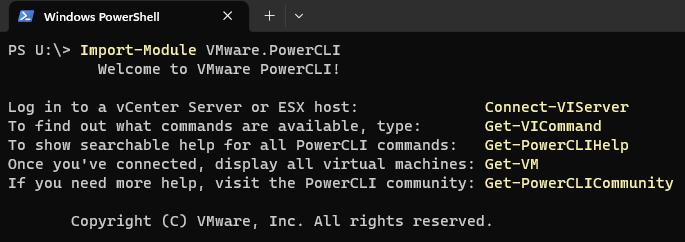 Windows PowerShell
PS U:\> Import-Module VMware.PowerCLI
Welcome to VMware PowerCLI!
Log in to a vCenter Server or ESX host: Connect-VIServer
To find out what commands are available, type: Get-VICommand
To show searchable help for all PowerCLI commands: Get-PowerCLIHelp
Once you've connected, display all virtual machines: Get-VM
If you need more help, visit the PowerCLI community: Get-PowerCLICommunity
Copyright (C) VMware, Inc. All rights reserved.